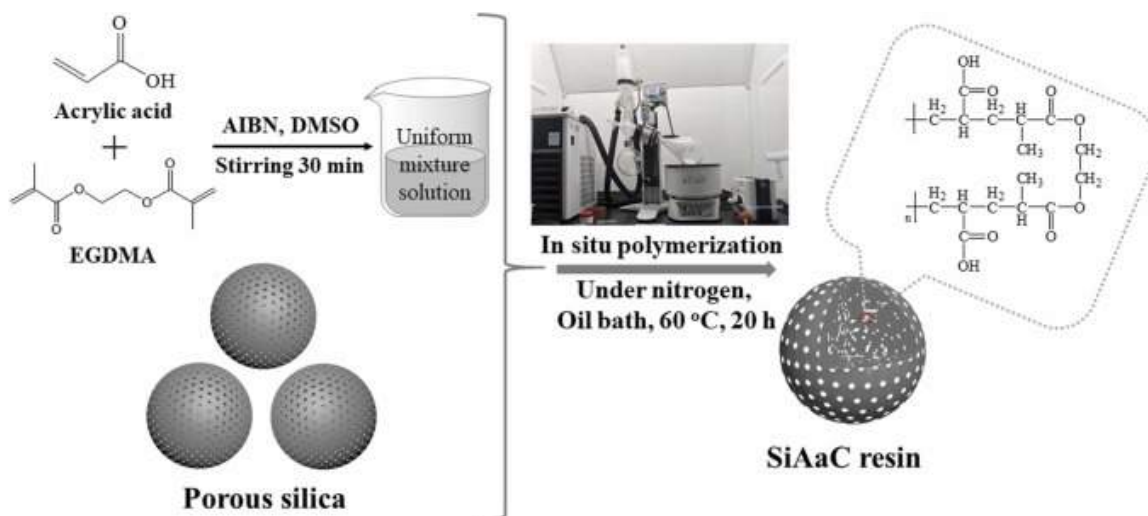 O
OH
Acrylic acid
+
O
O
O
O
EGDMA
AIBN, DMSO
Stirring 30 min
Uniform
mixture
solution
Porous silica
In situ polymerization
Under nitrogen,
Oil bath, 60 °C, 20 h
OH
C=O
H₂ H₂ H O
C C C C C O
H CH₃ CH₂
H₂ H₂ CH₃ CH₂
n C C C C C O
H H O
C=O
OH
SiAaC resin